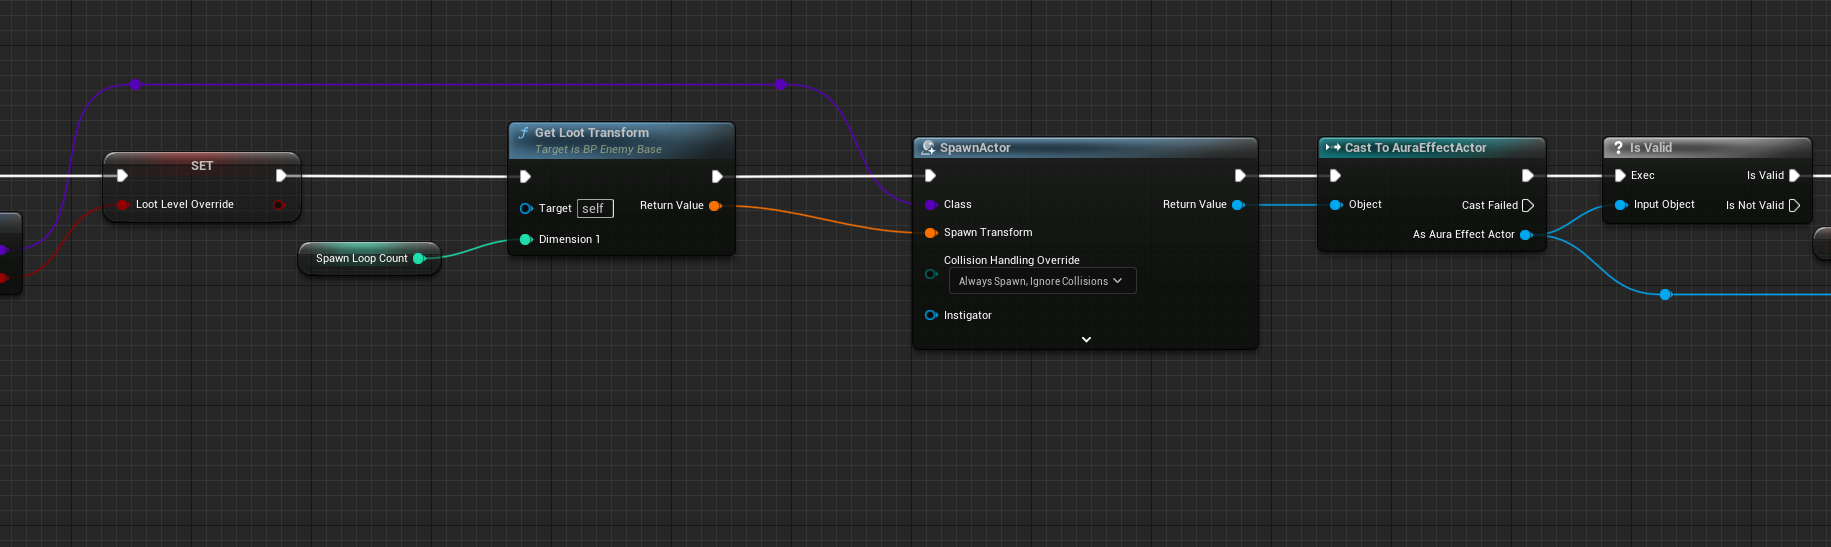 SET
Loot Level Override
Spawn Loop Count
Get Loot Transform
Target is BP Enemy Base
Target self
Return Value
Dimension 1
SpawnActor
Class
Return Value
Spawn Transform
Collision Handling Override
Always Spawn, Ignore Collisions
Instigator
Cast To AuraEffectActor
Object
Cast Failed
As Aura Effect Actor
? Is Valid
Exec
Is Valid
Input Object
Is Not Valid